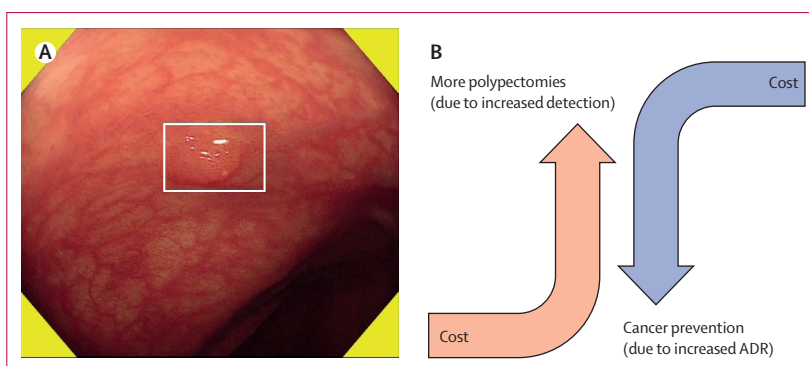 A
B
More polypectomies
(due to increased detection)
Cost
Cost
Cancer prevention
(due to increased ADR)